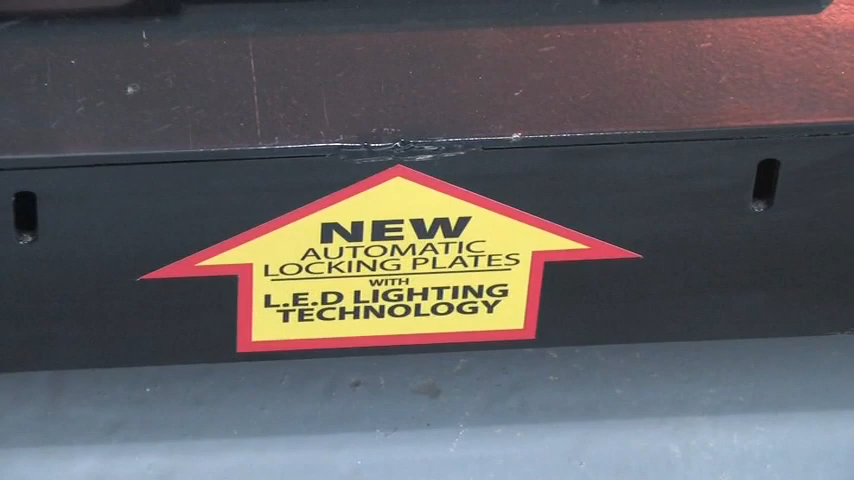 NEW
AUTOMATIC
LOCKING PLATES
WITH
L.E.D LIGHTING
TECHNOLOGY